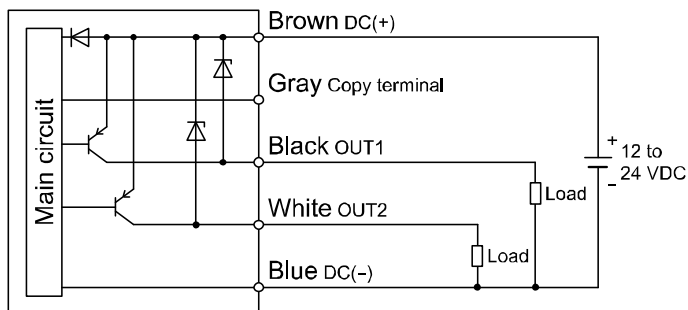 Main circuit
Brown DC(+)
Gray Copy terminal
Black OUT1
White OUT2
Blue DC(−)
Load
Load
+
12 to
24 VDC
−